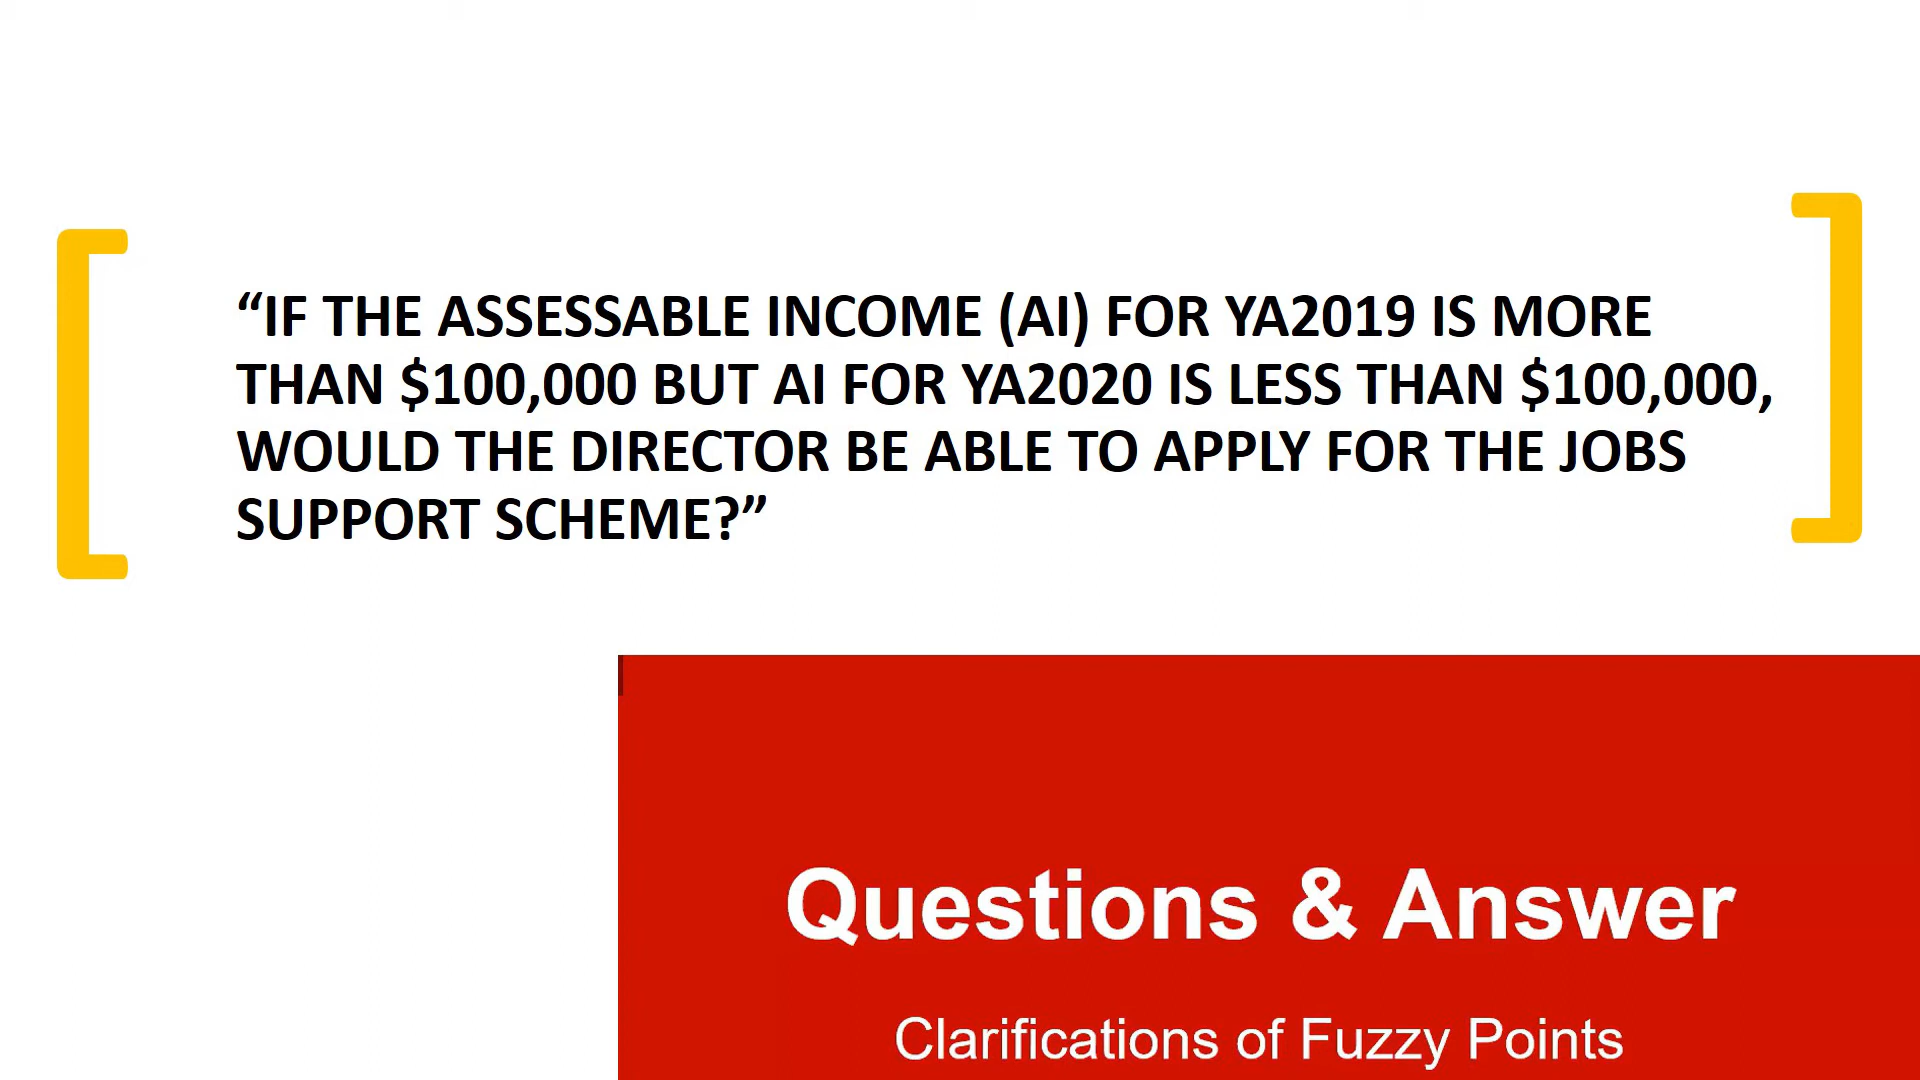 “IF THE ASSESSABLE INCOME (AI) FOR YA2019 IS MORE
THAN $100,000 BUT AI FOR YA2020 IS LESS THAN $100,000,
WOULD THE DIRECTOR BE ABLE TO APPLY FOR THE JOBS
SUPPORT SCHEME?”
Questions & Answer
Clarifications of Fuzzy Points